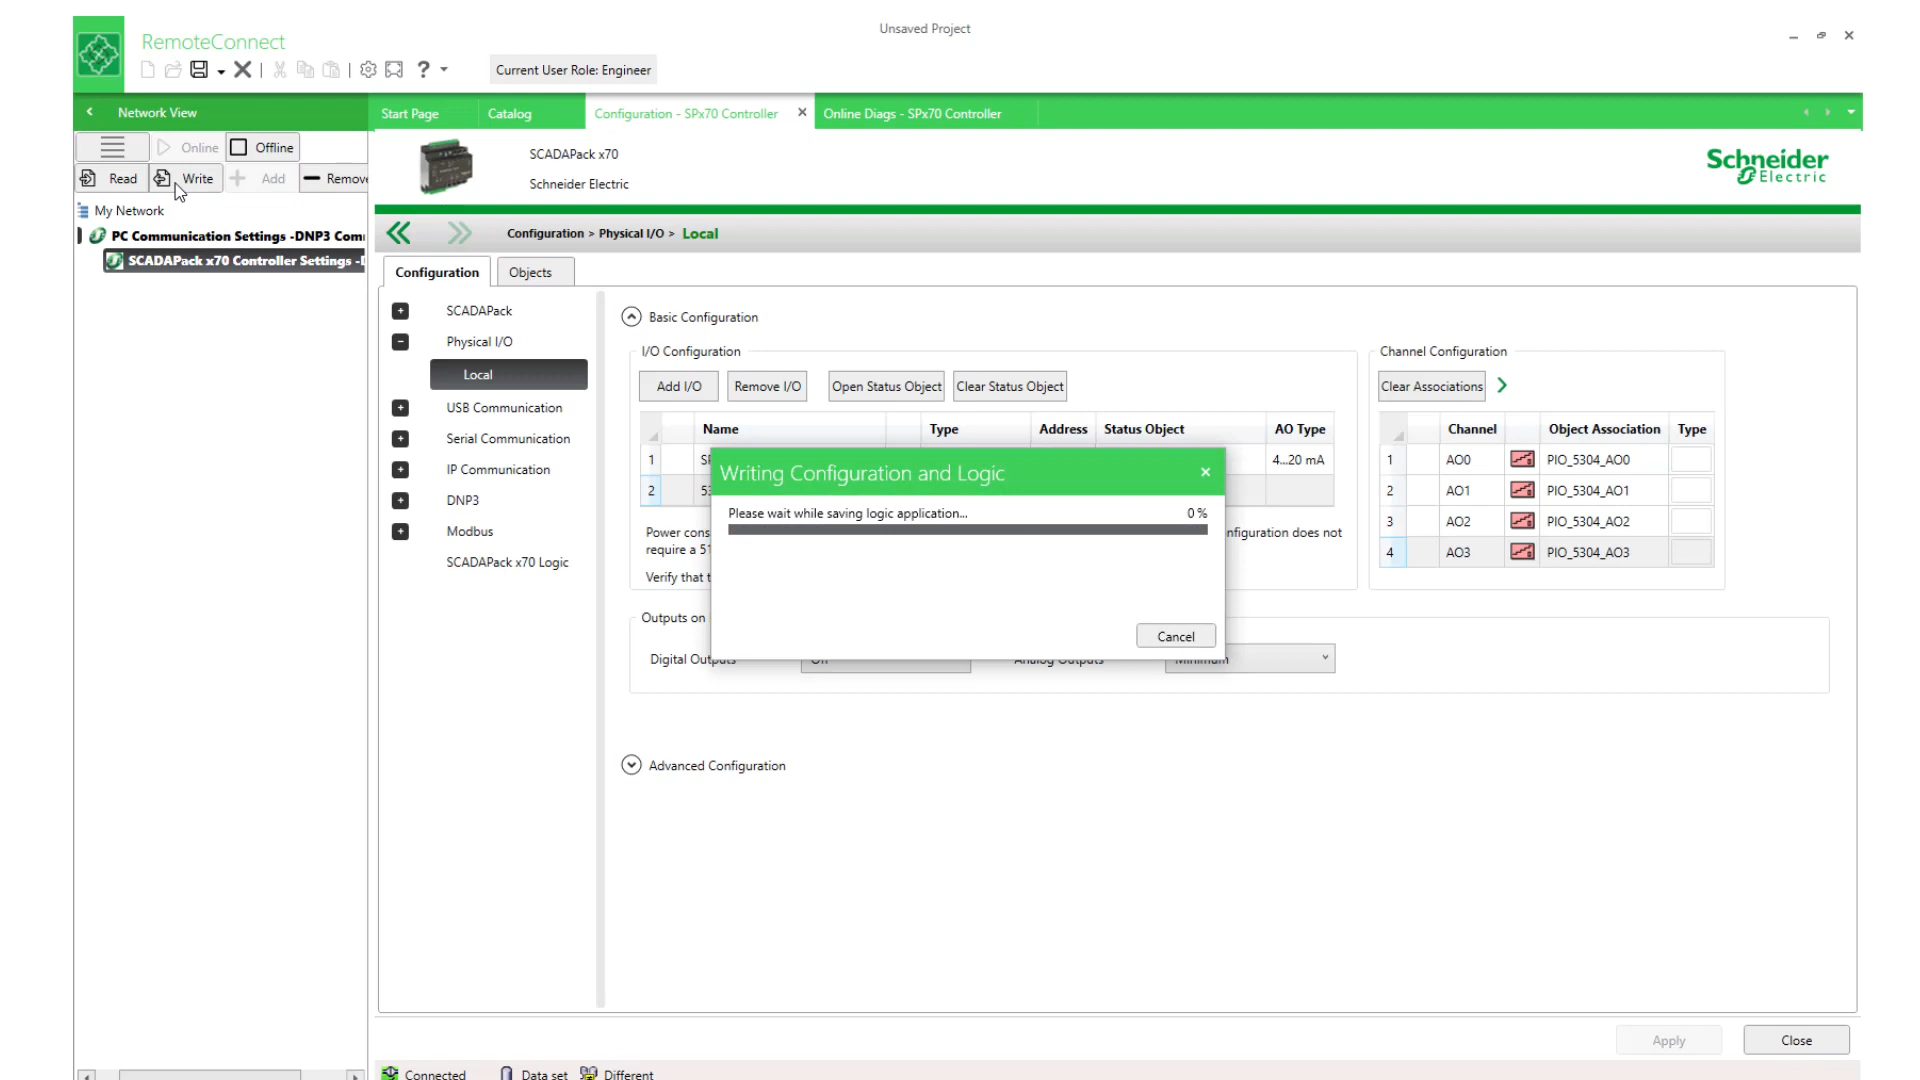 Unsaved Project
RemoteConnect
Current User Role: Engineer
Network View
Start Page
Catalog
Configuration - SPx70 Controller
Online Diags - SPx70 Controller
Online
Offline
Read
Write
Add
Remove
SCADAPack x70
Schneider Electric
Schneider
Electric
My Network
PC Communication Settings -DNP3 Com
SCADAPack x70 Controller Settings -
Configuration > Physical I/O > Local
Configuration
Objects
SCADAPack
Physical I/O
Local
USB Communication
Serial Communication
IP Communication
DNP3
Modbus
SCADAPack x70 Logic
Basic Configuration
I/O Configuration
Add I/O
Remove I/O
Open Status Object
Clear Status Object
Name Type Address Status Object AO Type
1 4...20 mA
2
Power cons
nfiguration does not
require a 5
Verify that t
Writing Configuration and Logic
Please wait while saving logic application...
0 %
Cancel
Outputs on
Digital Outputs
Off
Analog Outputs
Minimum
Channel Configuration
Clear Associations
Channel Object Association Type
1 AO0 PIO_5304_AO0
2 AO1 PIO_5304_AO1
3 AO2 PIO_5304_AO2
4 AO3 PIO_5304_AO3
Advanced Configuration
Apply
Close
Connected
Data set
Different